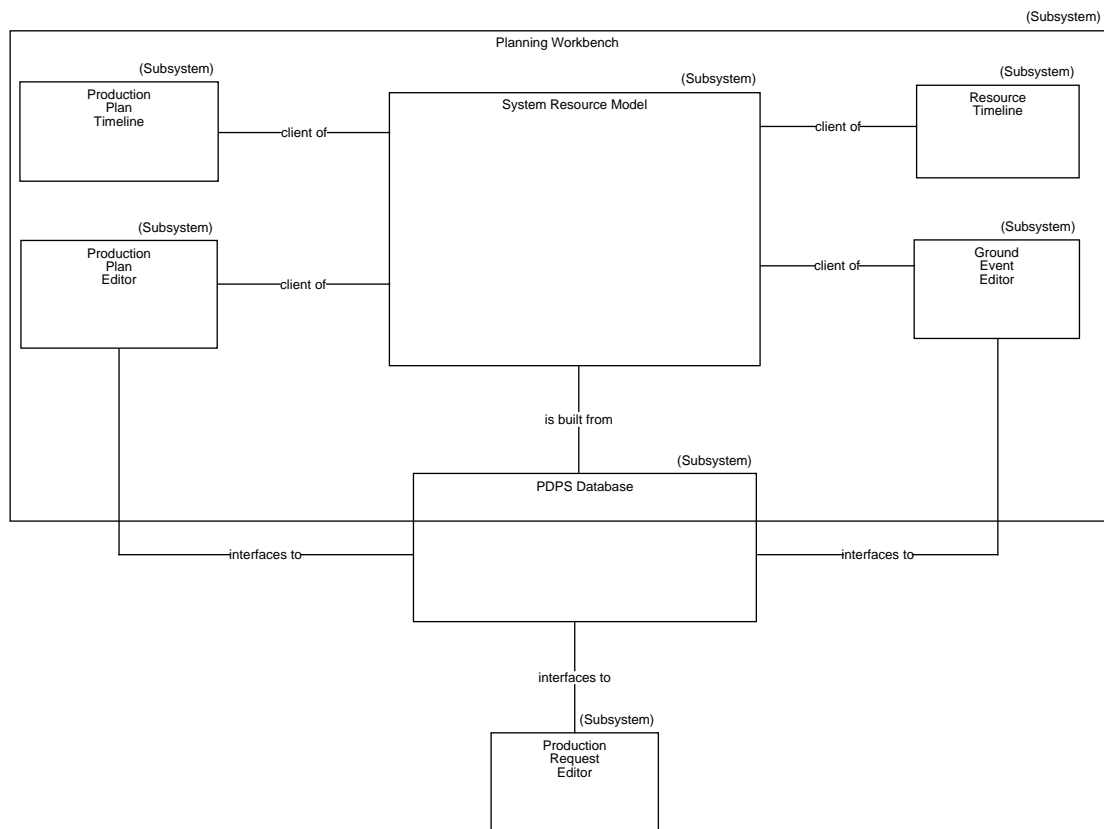 (Subsystem)
Planning Workbench
(Subsystem)
Production
Plan
Timeline
(Subsystem)
System Resource Model
(Subsystem)
Resource
Timeline
client of
client of
(Subsystem)
Production
Plan
Editor
(Subsystem)
Ground
Event
Editor
client of
client of
is built from
(Subsystem)
PDPS Database
interfaces to
interfaces to
interfaces to
(Subsystem)
Production
Request
Editor